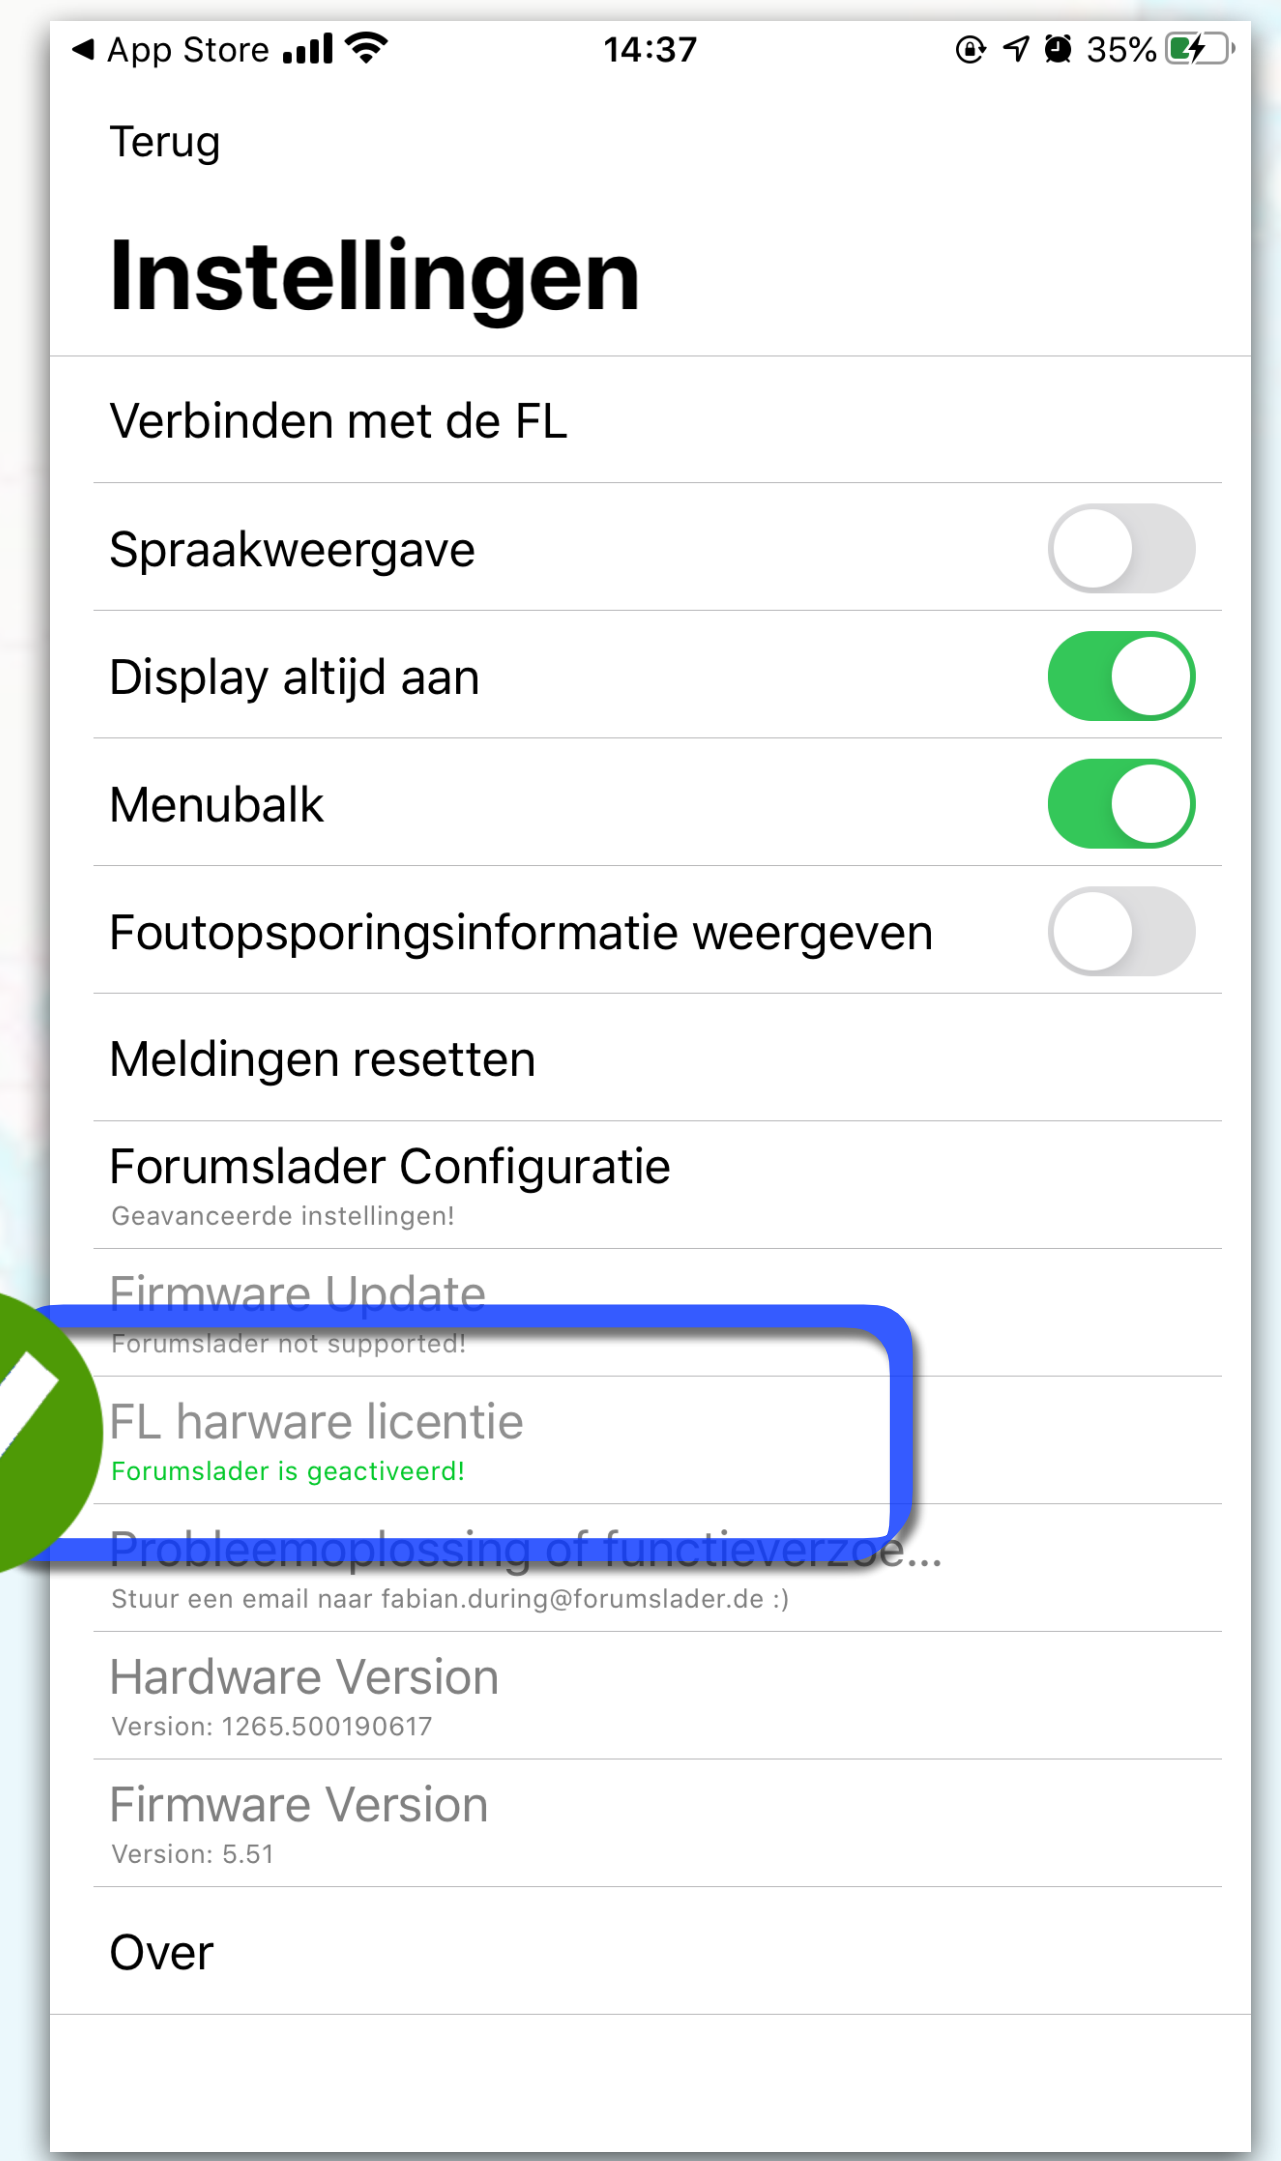 App Store
14:37
35%
Terug
Instellingen
Verbinden met de FL
Spraakweergave
Display altijd aan
Menubalk
Foutopsporingsinformatie weergeven
Meldingen resetten
Forumslader Configuratie
Geavanceerde instellingen!
Firmware Update
Forumslader not supported!
FL harware licentie
Forumslader is geactiveerd!
Probleemoplossing of functieverzoe...
Stuur een email naar fabian.during@forumslader.de :)
Hardware Version
Version: 1265.500190617
Firmware Version
Version: 5.51
Over